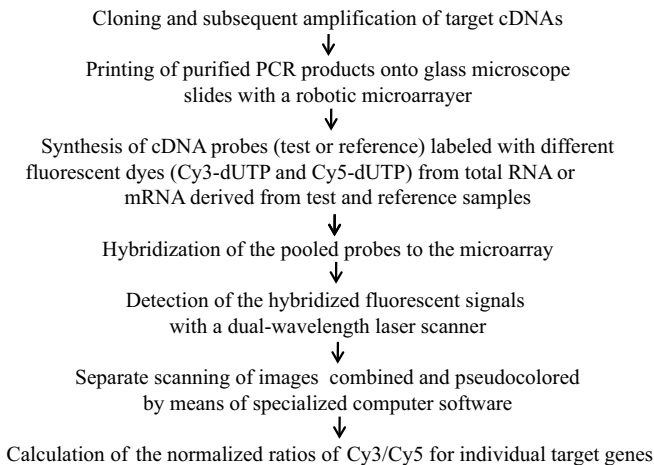 Cloning and subsequent amplification of target cDNAs
Printing of purified PCR products onto glass microscope
slides with a robotic microarrayer
Synthesis of cDNA probes (test or reference) labeled with different
fluorescent dyes (Cy3-dUTP and Cy5-dUTP) from total RNA or
mRNA derived from test and reference samples
Hybridization of the pooled probes to the microarray
Detection of the hybridized fluorescent signals
with a dual-wavelength laser scanner
Separate scanning of images combined and pseudocolored
by means of specialized computer software
Calculation of the normalized ratios of Cy3/Cy5 for individual target genes